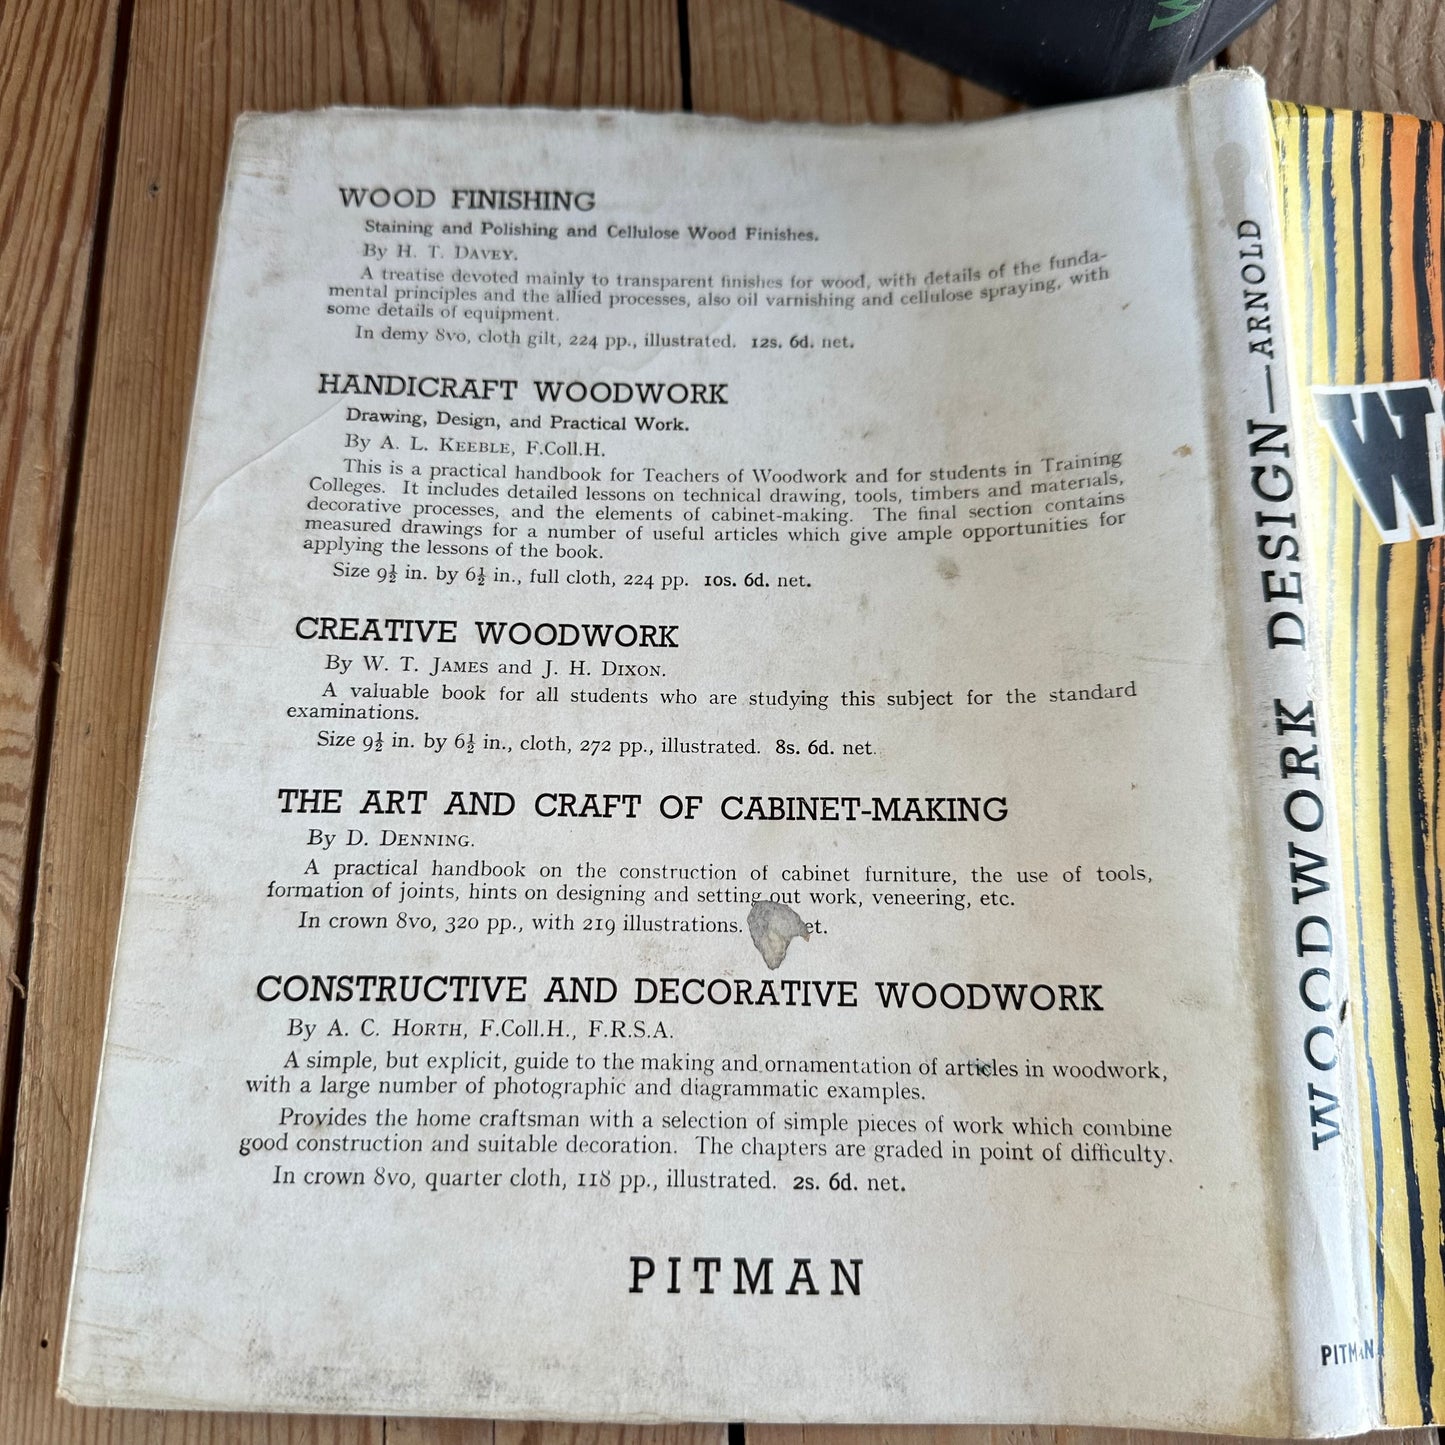 WOOD FINISHING
Staining and Polishing and Cellulose Wood Finishes.
By H. T. DAVEY.
A treatise devoted mainly to transparent finishes for wood, with details of the funda-
mental principles and the allied processes, also oil varnishing and cellulose spraying, with
some details of equipment.
In demy 8vo, cloth gilt, 224 pp., illustrated. 12s. 6d. net.
HANDICRAFT WOODWORK
Drawing, Design, and Practical Work.
By A. L. KEEBLE, F.Coll.H.
This is a practical handbook for Teachers of Woodwork and for students in Training
Colleges. It includes detailed lessons on technical drawing, tools, timbers and materials,
decorative processes, and the elements of cabinet-making. The final section contains
measured drawings for a number of useful articles which give ample opportunities for
applying the lessons of the book.
Size 9½ in. by 6½ in., full cloth, 224 pp. 10s. 6d. net.
CREATIVE WOODWORK
By W. T. JAMES and J. H. DIXON.
A valuable book for all students who are studying this subject for the standard
examinations.
Size 9½ in. by 6½ in., cloth, 272 pp., illustrated. 8s. 6d. net.
THE ART AND CRAFT OF CABINET-MAKING
By D. DENNING.
A practical handbook on the construction of cabinet furniture, the use of tools,
formation of joints, hints on designing and setting out work, veneering, etc.
In crown 8vo, 320 pp., with 219 illustrations. et.
CONSTRUCTIVE AND DECORATIVE WOODWORK
By A. C. HORTH, F.Coll.H., F.R.S.A.
A simple, but explicit, guide to the making and ornamentation of articles in woodwork,
with a large number of photographic and diagrammatic examples.
Provides the home craftsman with a selection of simple pieces of work which combine
good construction and suitable decoration. The chapters are graded in point of difficulty.
In crown 8vo, quarter cloth, 118 pp., illustrated. 2s. 6d. net.
PITMAN
WOODWORK DESIGN—ARNOLD
PITMAN
W